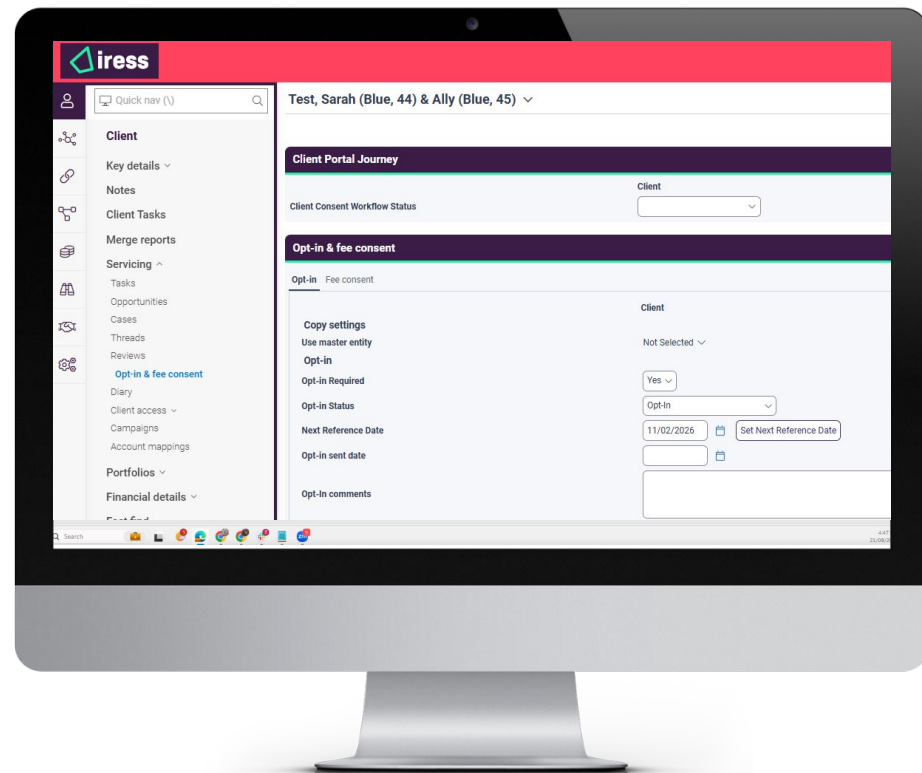 iress
Quick nav (\)
Test, Sarah (Blue, 44) & Ally (Blue, 45)
Client
Key details
Notes
Client Tasks
Merge reports
Servicing
Tasks
Opportunities
Cases
Threads
Reviews
Opt-in & fee consent
Diary
Client access
Campaigns
Account mappings
Portfolios
Financial details
Client Portal Journey
Client
Client Consent Workflow Status
Opt-in & fee consent
Opt-in Fee consent
Client
Copy settings
Use master entity Not Selected
Opt-in
Opt-in Required Yes
Opt-in Status Opt-In
Next Reference Date 11/02/2026 Set Next Reference Date
Opt-in sent date
Opt-In comments
Search